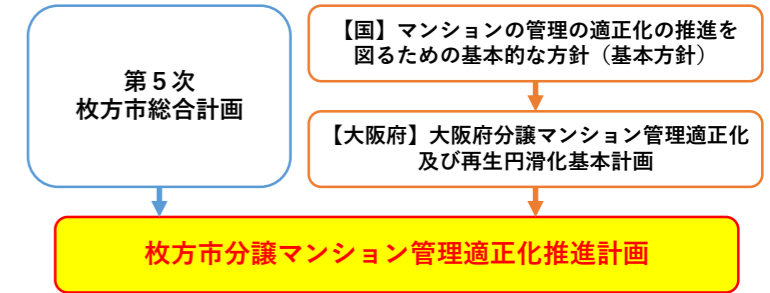 第５次
枚方市総合計画
【国】マンションの管理の適正化の推進を
図るための基本的な方針（基本方針）
【大阪府】大阪府分譲マンション管理適正化
及び再生円滑化基本計画
枚方市分譲マンション管理適正化推進計画